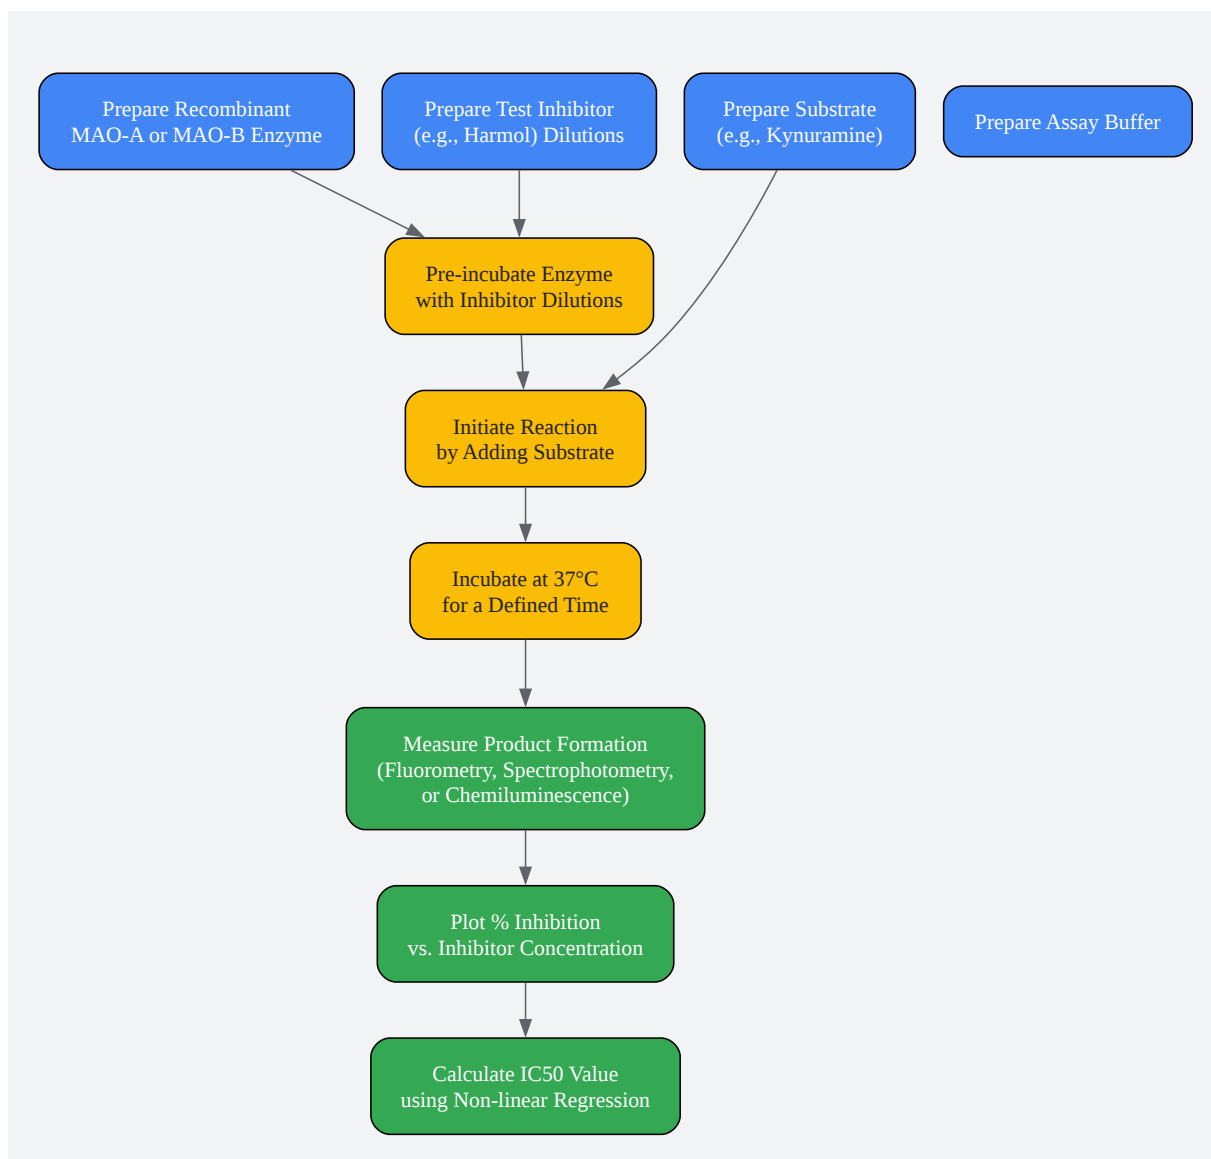 Prepare Recombinant
MAO-A or MAO-B Enzyme
Prepare Test Inhibitor
(e.g., Harmol) Dilutions
Prepare Substrate
(e.g., Kynuramine)
Prepare Assay Buffer
Pre-incubate Enzyme
with Inhibitor Dilutions
Initiate Reaction
by Adding Substrate
Incubate at 37°C
for a Defined Time
Measure Product Formation
(Fluorometry, Spectrophotometry,
or Chemiluminescence)
Plot % Inhibition
vs. Inhibitor Concentration
Calculate IC50 Value
using Non-linear Regression